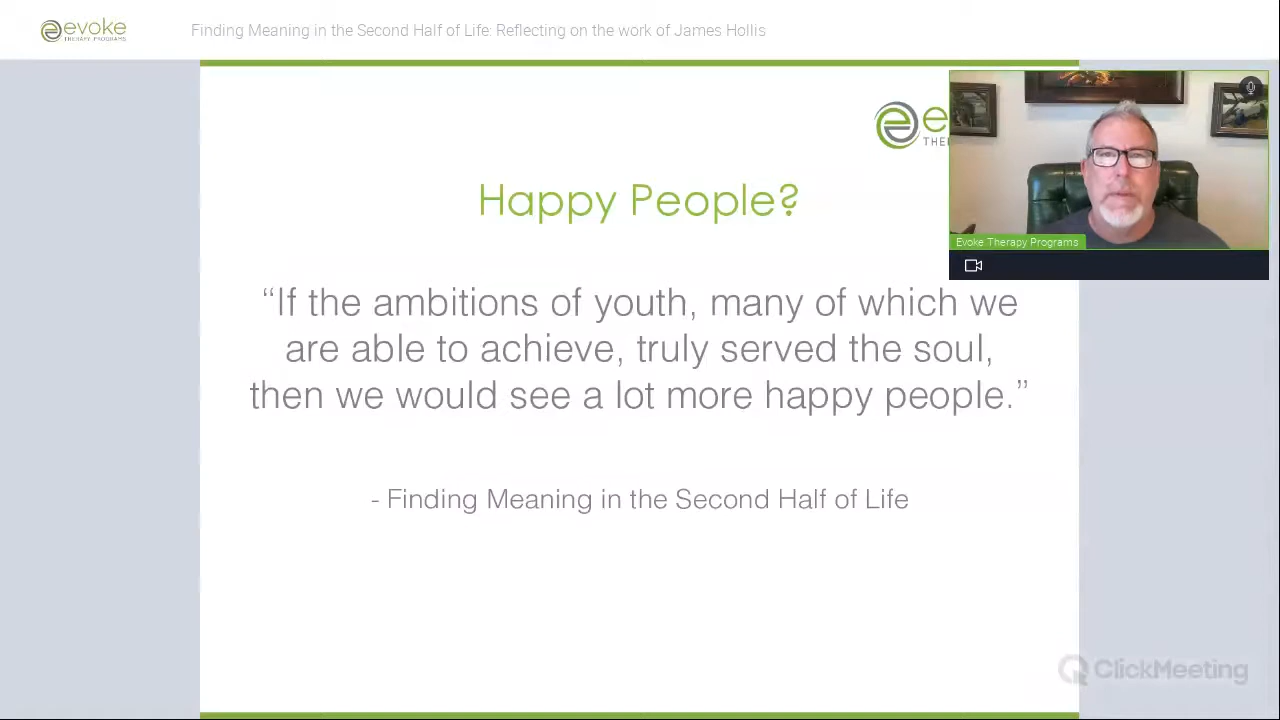 evoke
THERAPY PROGRAMS
Finding Meaning in the Second Half of Life: Reflecting on the work of James Hollis
e
THE
Evoke Therapy Programs
Happy People?
“If the ambitions of youth, many of which we
are able to achieve, truly served the soul,
then we would see a lot more happy people.”
- Finding Meaning in the Second Half of Life
ClickMeeting